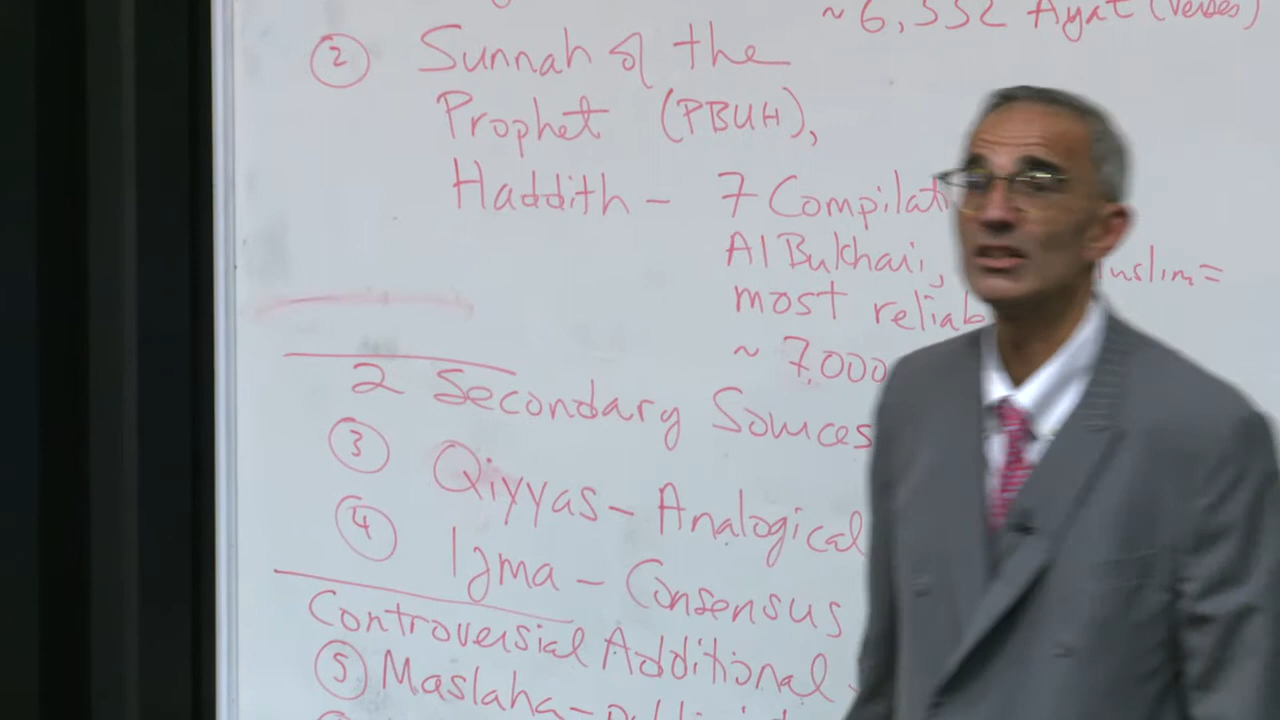 ~ 6,332 Ayat (verses)
2 Sunnah of the
Prophet (PBUH),
Haddith - 7 Compilat
Al Bukhari, uslim =
most reliab
~ 7,000
2 Secondary Sources
3 Qiyyas - Analogical
4 Ijma - Consensus
Controversial Additional
5 Maslaha -